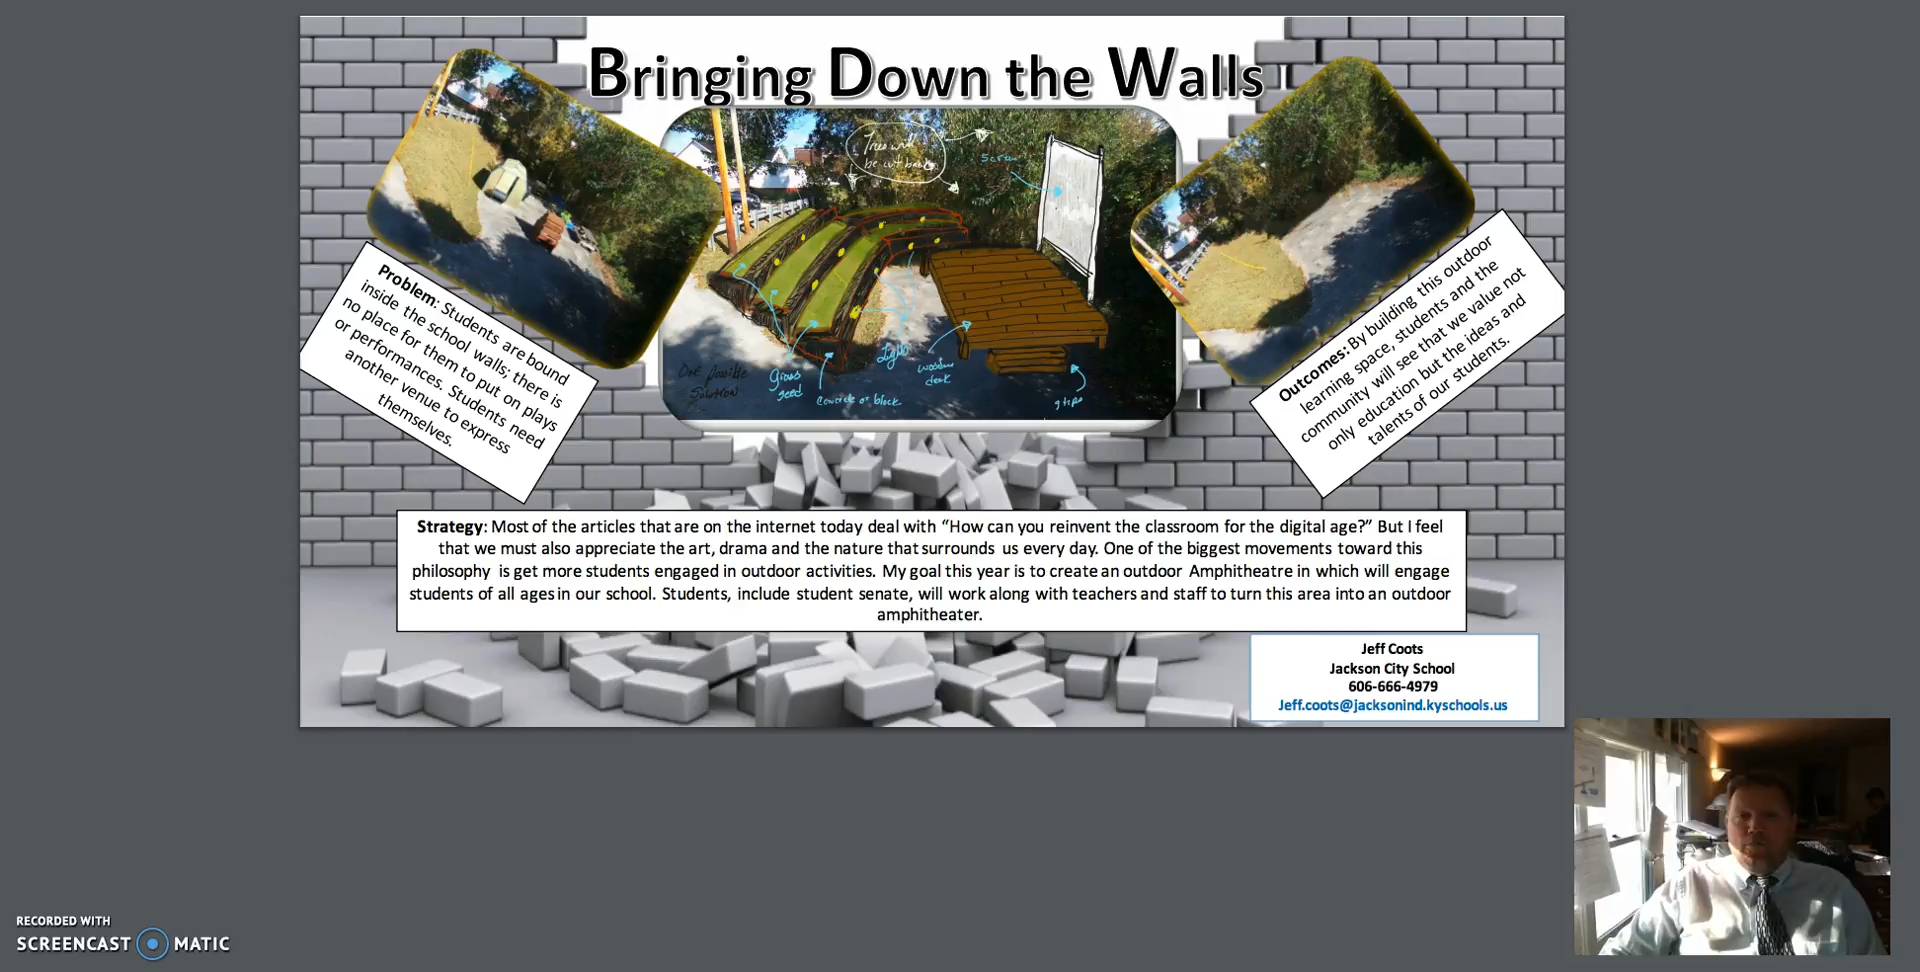 Bringing Down the Walls
Trees will
be cut back
Screen
One possible
Solution
Grass
seed
Concrete or block
Lights
wooden
deck
steps
Problem: Students are bound
inside the school walls; there is
no place for them to put on plays
or performances. Students need
another venue to express
themselves.
Outcomes: By building this outdoor
learning space, students and the
community will see that we value not
only education but the ideas and
talents of our students.
Strategy: Most of the articles that are on the internet today deal with “How can you reinvent the classroom for the digital age?” But I feel
that we must also appreciate the art, drama and the nature that surrounds us every day. One of the biggest movements toward this
philosophy is get more students engaged in outdoor activities. My goal this year is to create an outdoor Amphitheatre in which will engage
students of all ages in our school. Students, include student senate, will work along with teachers and staff to turn this area into an outdoor
amphitheater.
Jeff Coots
Jackson City School
606-666-4979
Jeff.coots@jacksonind.kyschools.us
RECORDED WITH
SCREENCAST MATIC